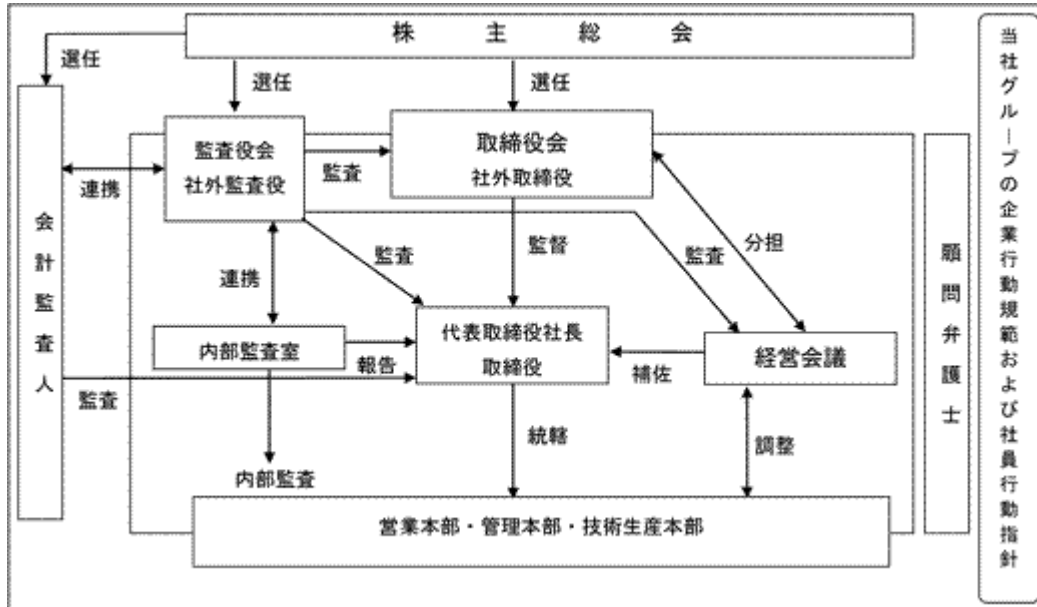 株主総会
選任
選任
選任
監査役会
社外監査役
監査
取締役会
社外取締役
連携
会計監査人
監査
監督
監査
分担
連携
内部監査室
報告
代表取締役社長
取締役
補佐
経営会議
監査
統轄
調整
内部監査
営業本部・管理本部・技術生産本部
顧問弁護士
当社グループの企業行動規範および社員行動指針